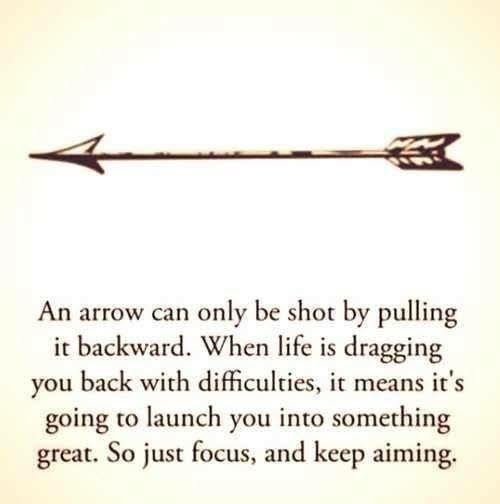 An arrow can only be shot by pulling
it backward. When life is dragging
you back with difficulties, it means it's
going to launch you into something
great. So just focus, and keep aiming.